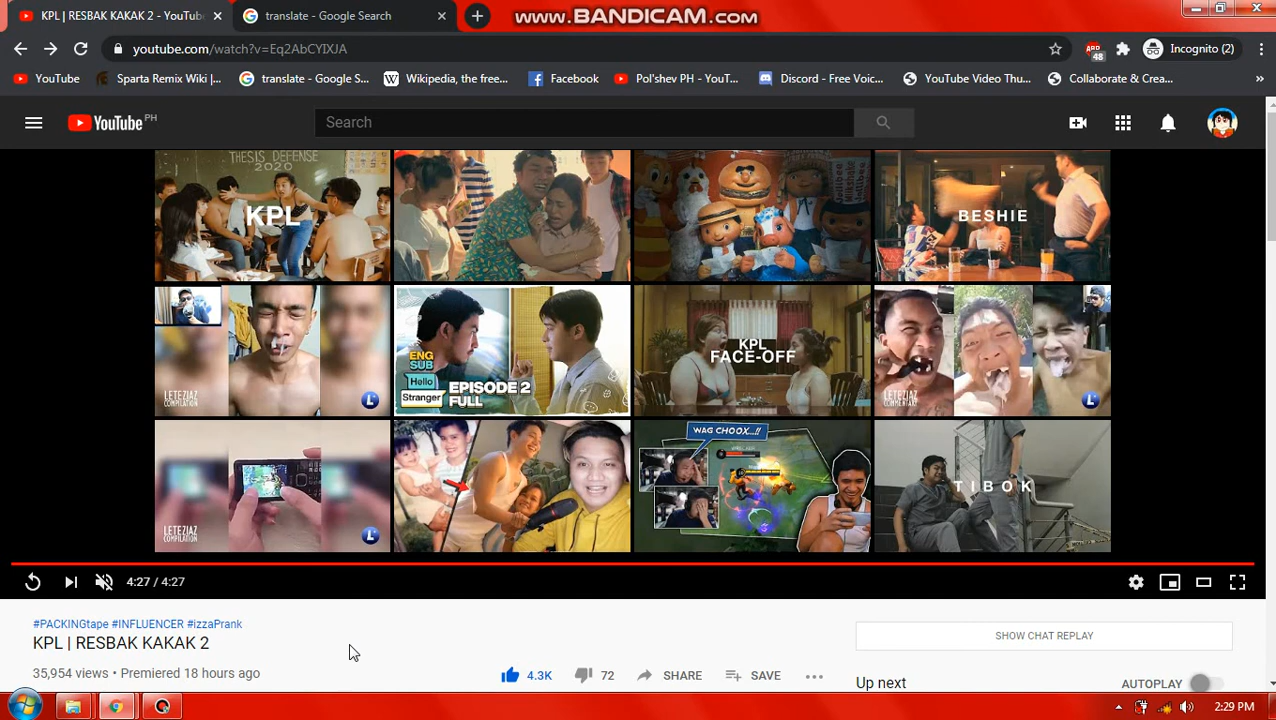 KPL | RESBAK KAKAK 2 - YouTub
translate - Google Search
www.BANDICAM.com
youtube.com/watch?v=Eq2AbCYIXJA
ABD
48
Incognito (2)
YouTube
Sparta Remix Wiki |...
translate - Google S...
Wikipedia, the free...
Facebook
Pol'shev PH - YouT...
Discord - Free Voic...
YouTube Video Thu...
Collaborate & Crea...
»
YouTube PH
Search
THESIS DEFENSE
2020
KPL
BESHIE
LETEZIAZ
COMPILATION
L
ENG
SUB
Hello
Stranger
EPISODE 2
FULL
KPL
FACE-OFF
LETEZIAZ
COMMENTARY
L
LETEZIAZ
COMPILATION
L
WAG CHOOX...!!
TIBOK
4:27 / 4:27
#PACKINGtape #INFLUENCER #izzaPrank
KPL | RESBAK KAKAK 2
35,954 views • Premiered 18 hours ago
4.3K
72
SHARE
SAVE
SHOW CHAT REPLAY
Up next
AUTOPLAY
2:29 PM